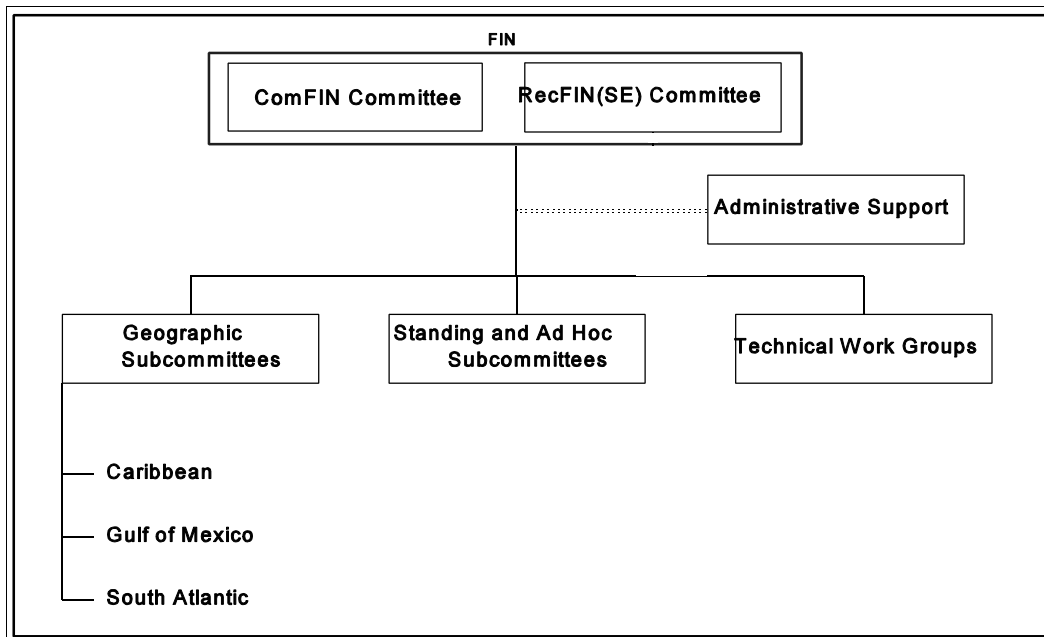 FIN
ComFIN Committee
RecFIN(SE) Committee
Administrative Support
Geographic
Subcommittees
Standing and Ad Hoc
Subcommittees
Technical Work Groups
Caribbean
Gulf of Mexico
South Atlantic